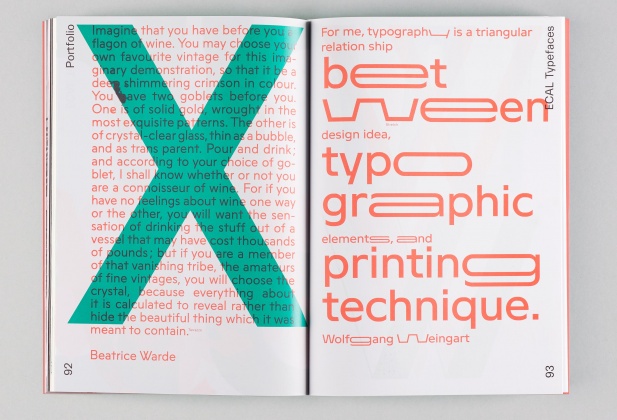 Portfolio
Imagine that you have before you a
flagon of wine. You may choose your
own favourite vintage for this ima-
ginary demonstration, so that it be a
deep shimmering crimson in colour.
You have two goblets before you.
One is of solid gold, wrought in the
most exquisite patterns. The other is
of crystal-clear glass, thin as a bubble,
and as trans parent. Pour and drink;
and according to your choice of go-
blet, I shall know whether or not you
are a connoisseur of wine. For if you
have no feelings about wine one way
or the other, you will want the sen-
sation of drinking the stuff out of a
vessel that may have cost thousands
of pounds; but if you are a member
of that vanishing tribe, the amateurs
of fine vintages, you will choose the
crystal, because everything about
it is calculated to reveal rather than
hide the beautiful thing which it was
meant to contain.
Beatrice Warde
92
X
For me, typography is a triangular
relation ship
bet
ween
design idea,
typo
graphic
elements, and
printing
technique.
Wolfgang Weingart
ECAL Typefaces
93